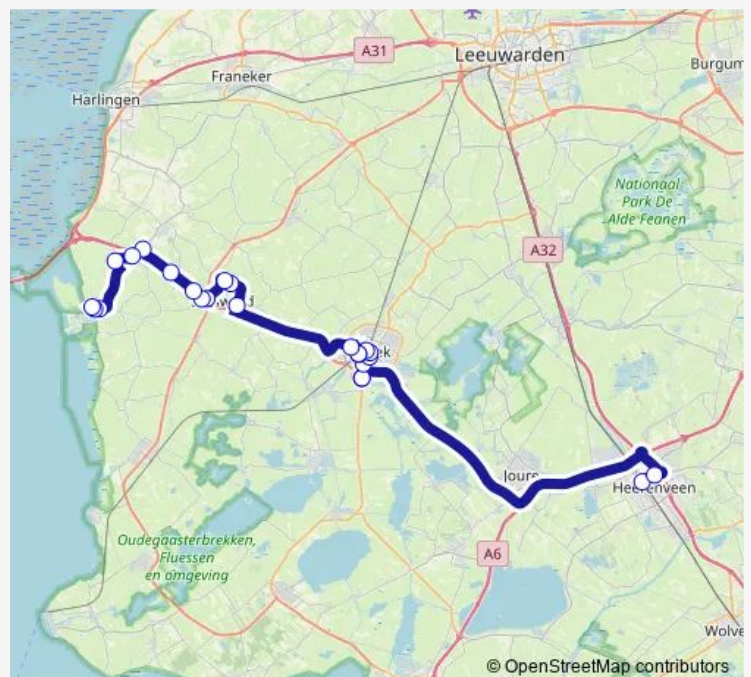 A31
Leeuwarden
Franeker
Burgum
Harlingen
Nationaal
Park De
Alde Feanen
A32
Joure
Heerenveen
Oudegaasterbrekken,
Fluessen
en omgeving
A6
Wolve
© OpenStreetMap contributors